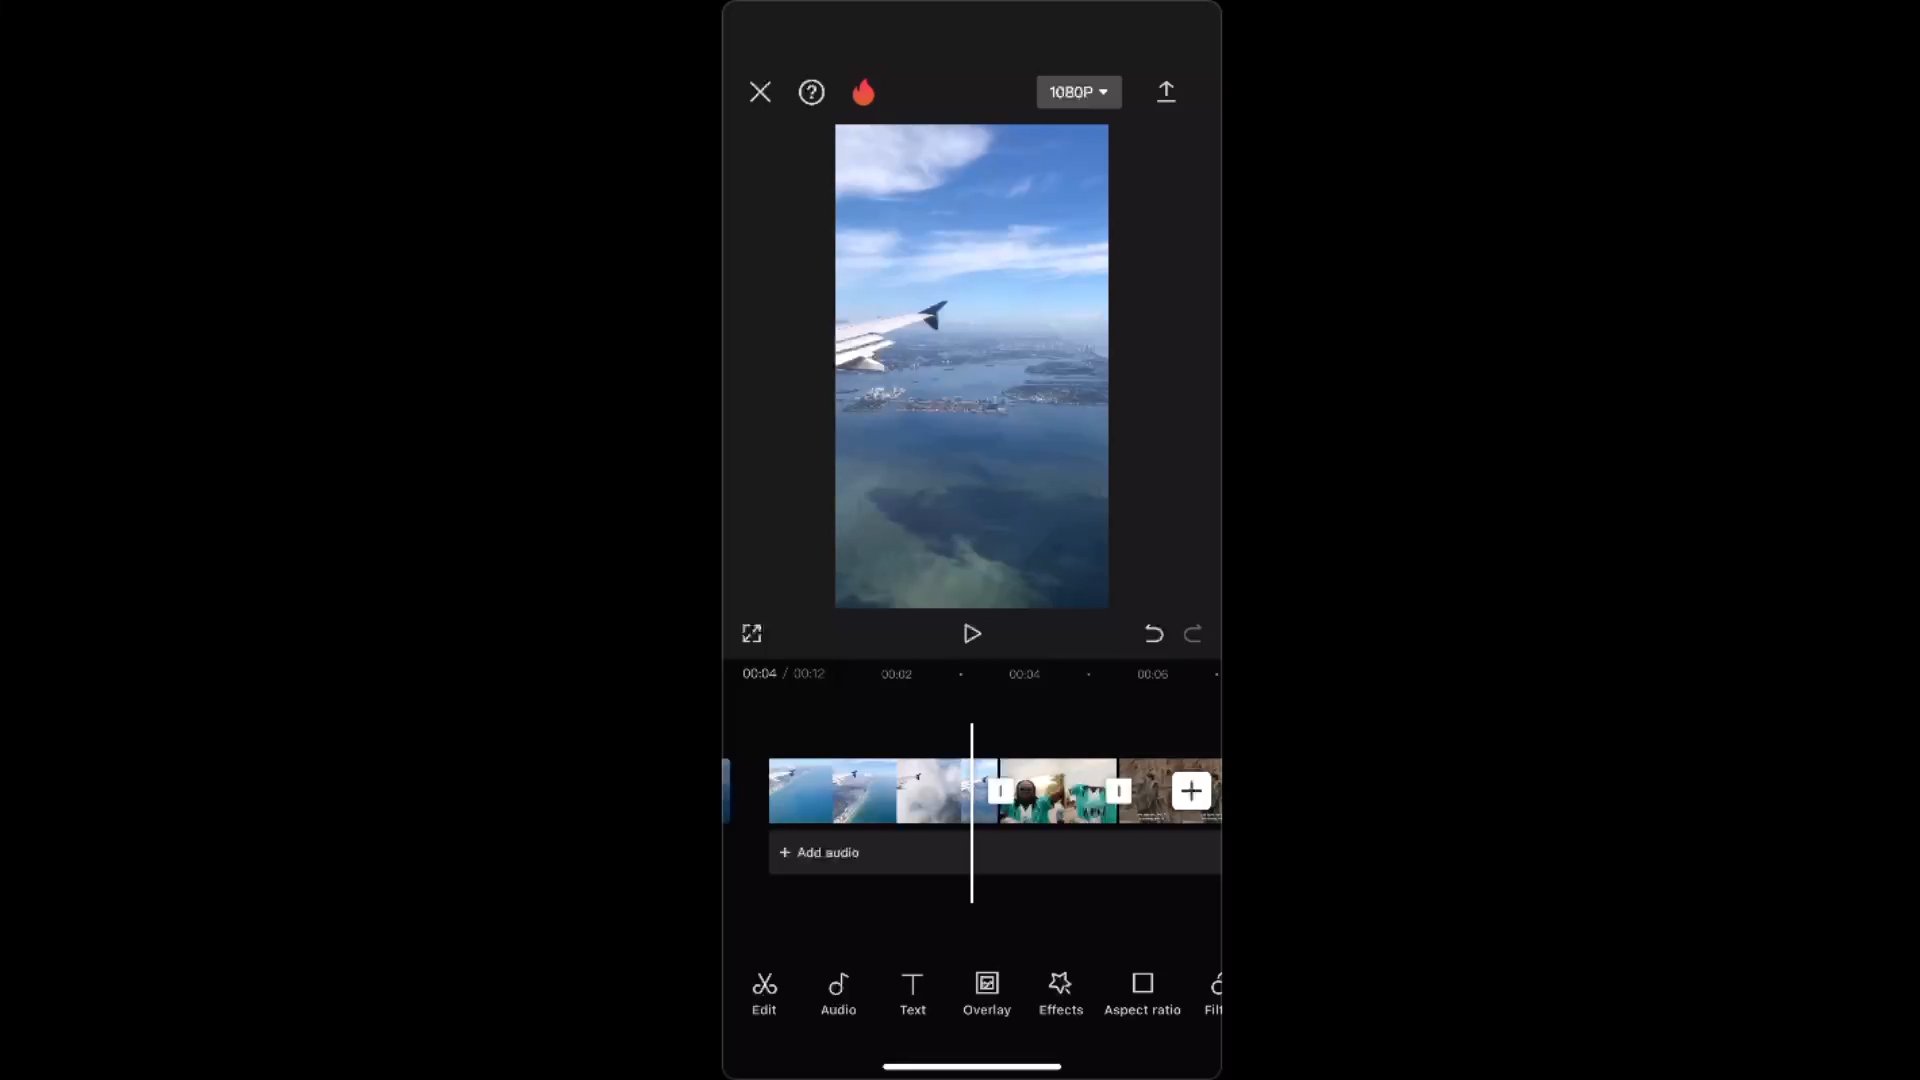 1080P
00:04 / 00:12
00:02
00:04
00:06
+ Add audio
Edit
Audio
Text
Overlay
Effects
Aspect ratio